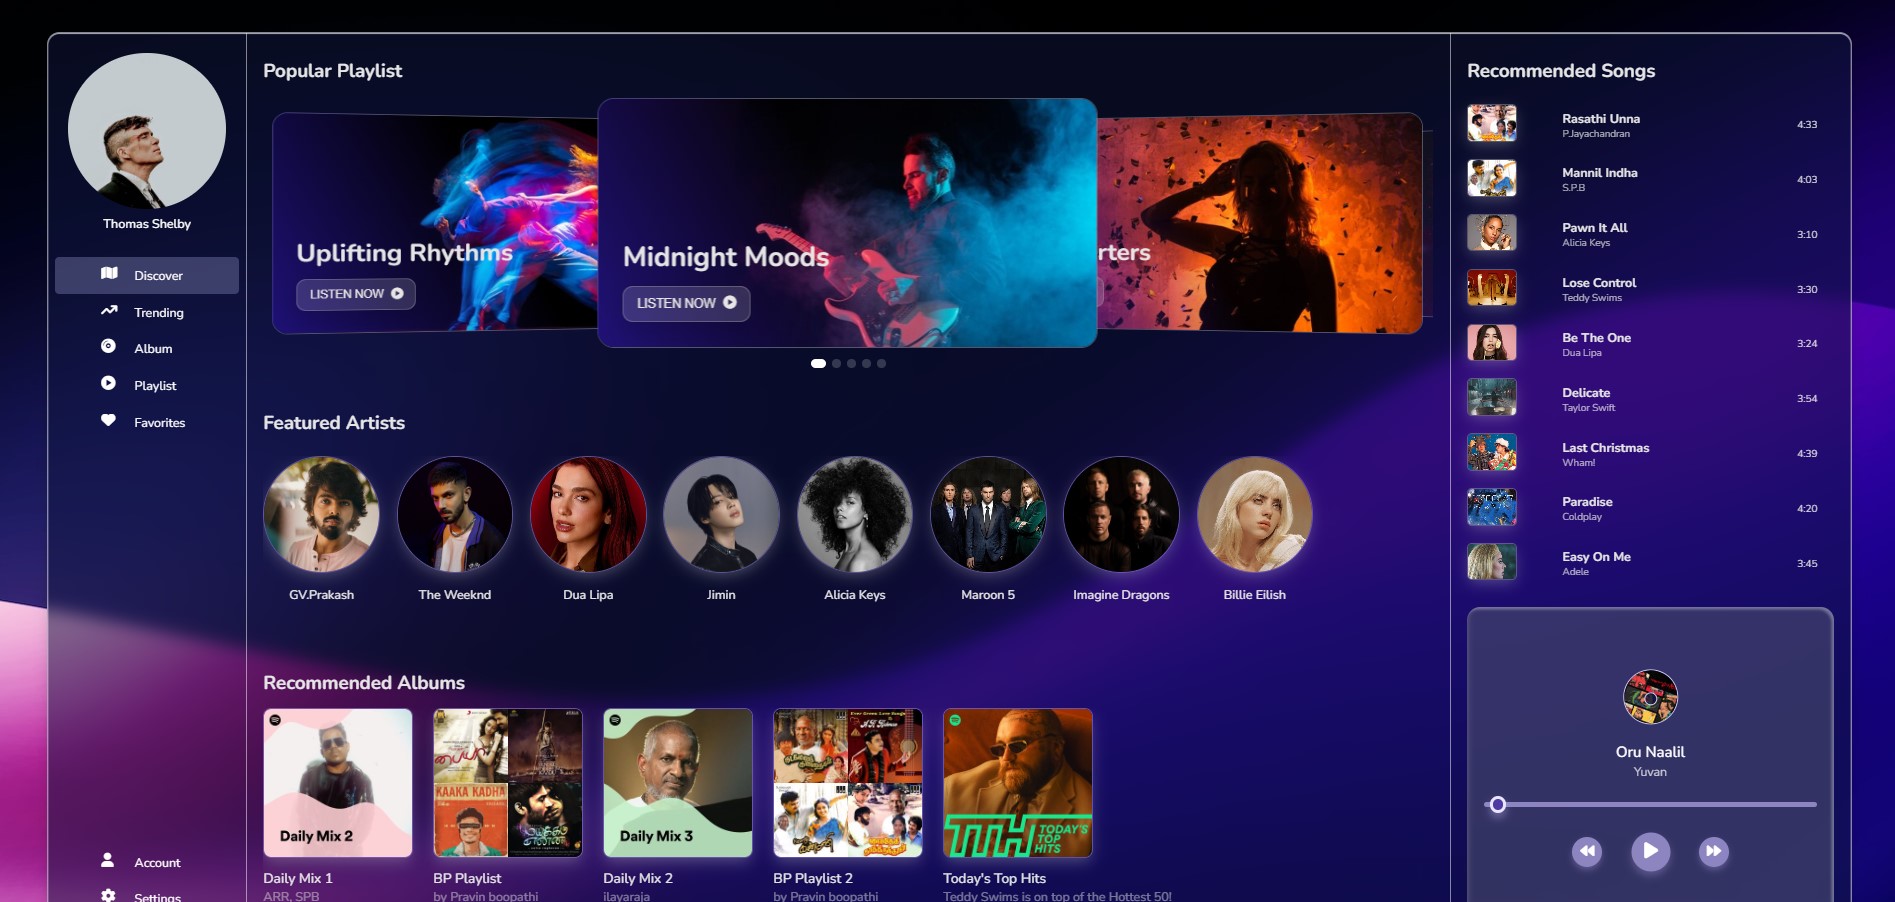 Thomas Shelby
Discover
Trending
Album
Playlist
Favorites
Account
Settings
Popular Playlist
Uplifting Rhythms
LISTEN NOW
Midnight Moods
LISTEN NOW
rters
Featured Artists
GV.Prakash
The Weeknd
Dua Lipa
Jimin
Alicia Keys
Maroon 5
Imagine Dragons
Billie Eilish
Recommended Albums
Daily Mix 2
KAAKA KADHA
Daily Mix 3
TTH TODAY'S
TOP
HITS
Daily Mix 1
ARR, SPB
BP Playlist
by Pravin boopathi
Daily Mix 2
ilayaraja
BP Playlist 2
by Pravin boopathi
Today's Top Hits
Teddy Swims is on top of the Hottest 50!
Recommended Songs
Rasathi Unna
P.Jayachandran
4:33
Mannil Indha
S.P.B
4:03
Pawn It All
Alicia Keys
3:10
Lose Control
Teddy Swims
3:30
Be The One
Dua Lipa
3:24
Delicate
Taylor Swift
3:54
Last Christmas
Wham!
4:39
Paradise
Coldplay
4:20
Easy On Me
Adele
3:45
Oru Naalil
Yuvan